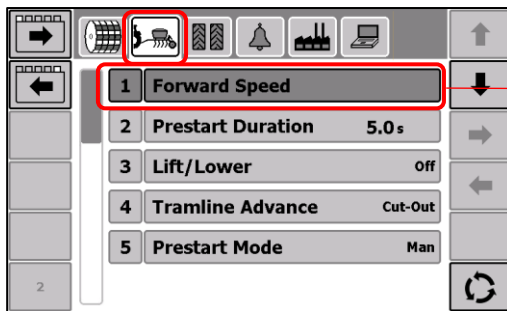 1 Forward Speed
2 Prestart Duration 5.0 s
3 Lift/Lower Off
4 Tramline Advance Cut-Out
5 Prestart Mode Man
2